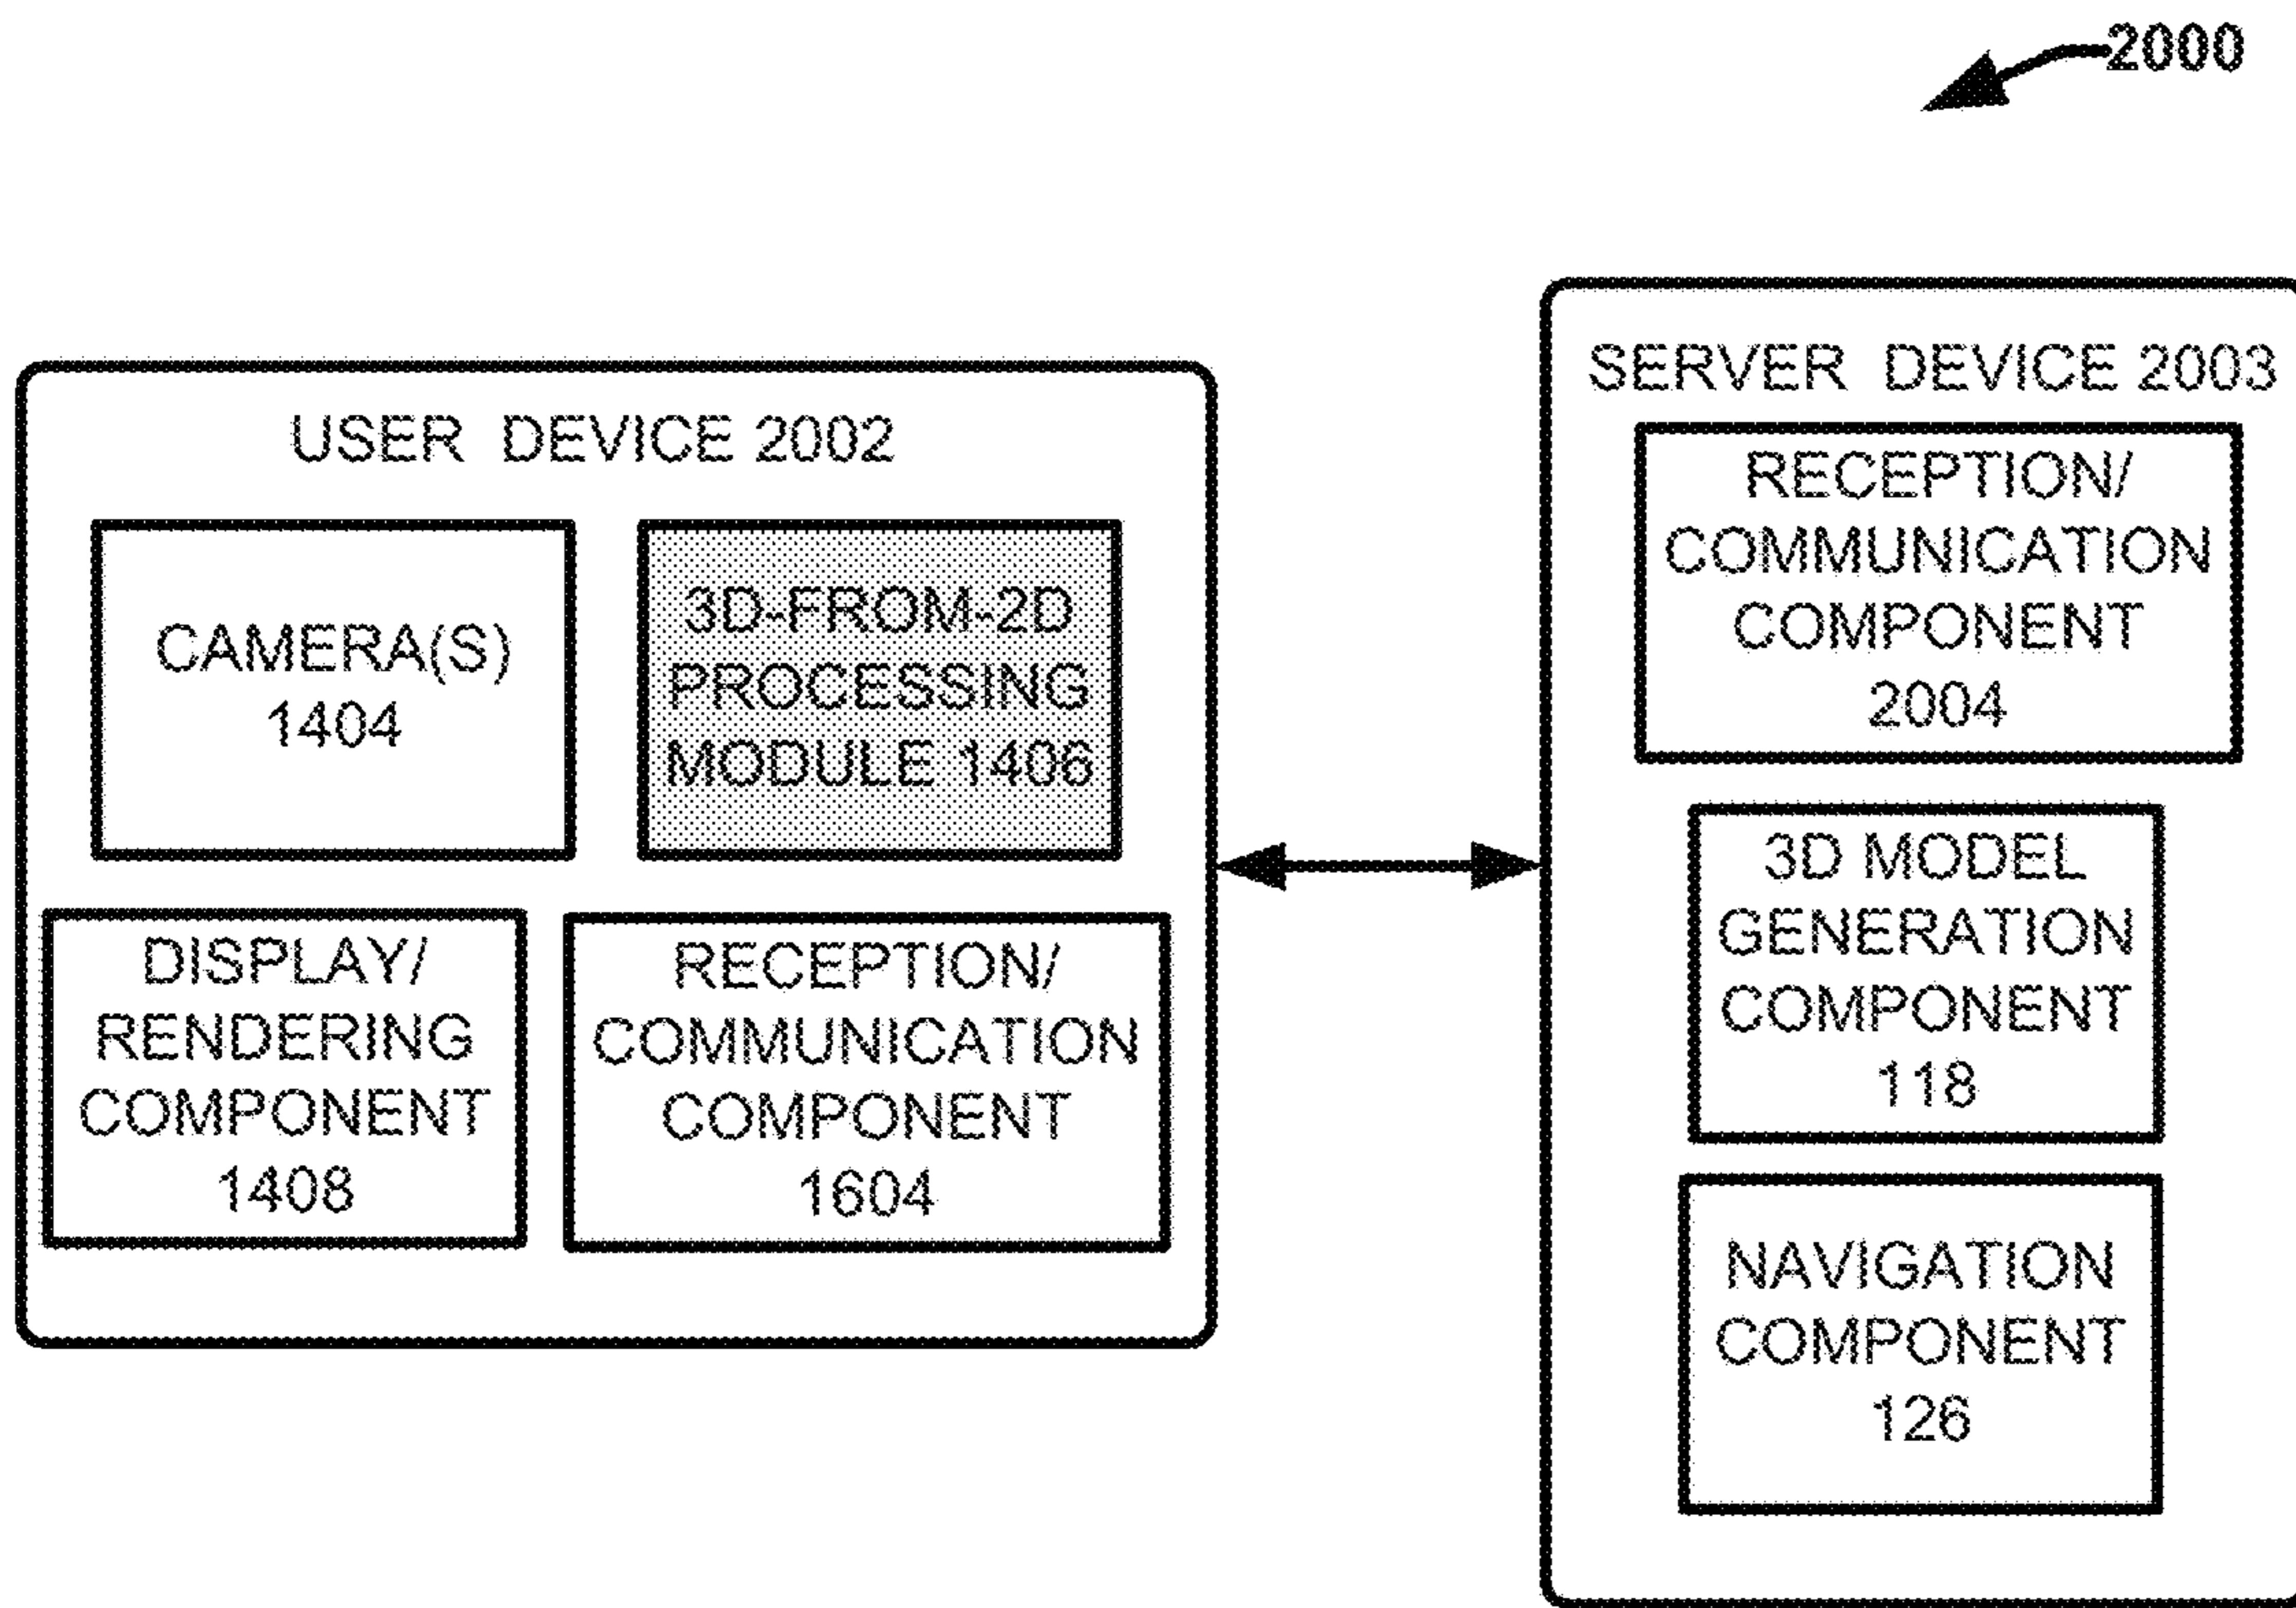 2000
USER DEVICE 2002
CAMERA(S)
1404
3D-FROM-2D
PROCESSING
MODULE 1406
DISPLAY/
RENDERING
COMPONENT
1408
RECEPTION/
COMMUNICATION
COMPONENT
1604
SERVER DEVICE 2003
RECEPTION/
COMMUNICATION
COMPONENT
2004
3D MODEL
GENERATION
COMPONENT
118
NAVIGATION
COMPONENT
126